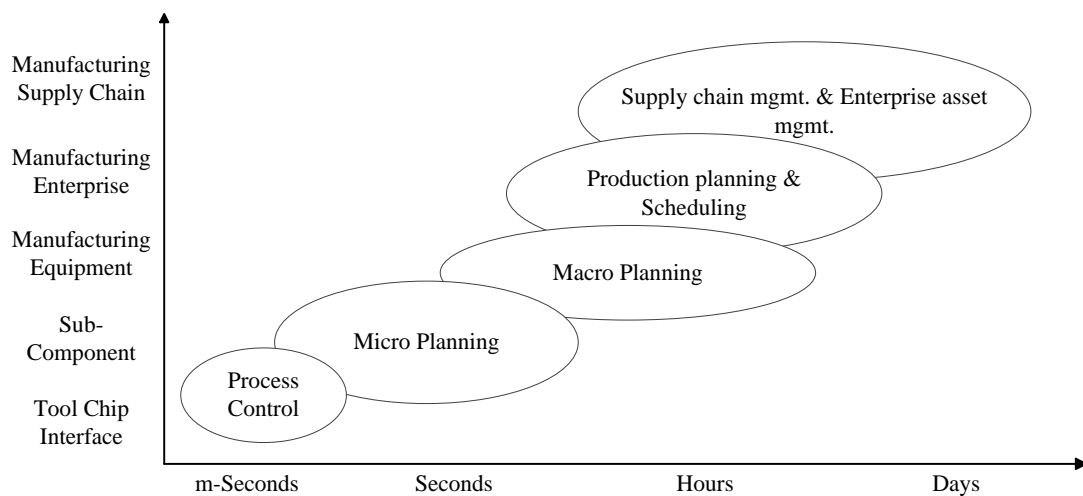 Manufacturing
Supply Chain
Supply chain mgmt. & Enterprise asset
mgmt.
Manufacturing
Enterprise
Production planning &
Scheduling
Manufacturing
Equipment
Macro Planning
Sub-
Component
Micro Planning
Process
Control
Tool Chip
Interface
m-Seconds
Seconds
Hours
Days